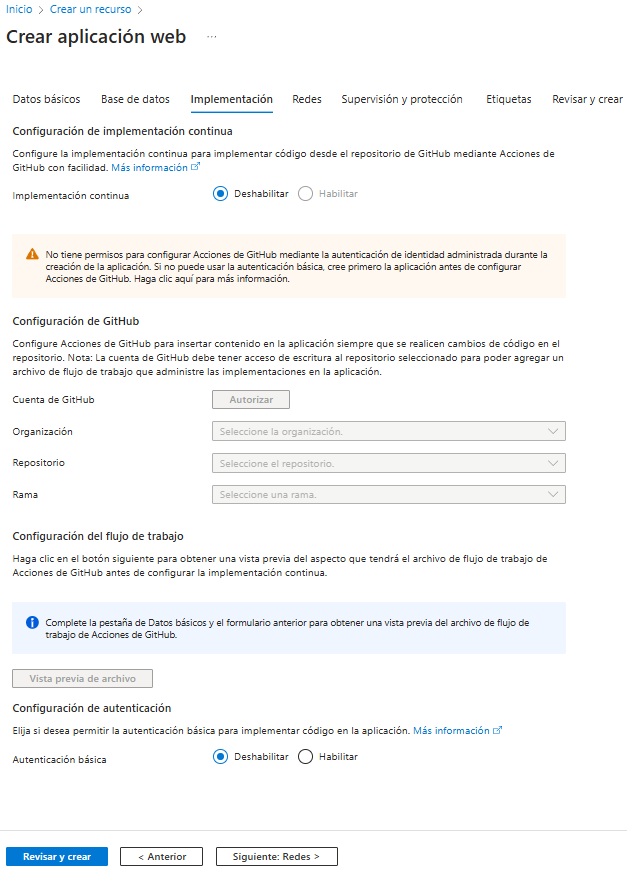 Inicio > Crear un recurso >
Crear aplicación web ...
Datos básicos Base de datos Implementación Redes Supervisión y protección Etiquetas Revisar y crear
Configuración de implementación continua
Configure la implementación continua para implementar código desde el repositorio de GitHub mediante Acciones de
GitHub con facilidad. Más información
Implementación continua Deshabilitar Habilitar
No tiene permisos para configurar Acciones de GitHub mediante la autenticación de identidad administrada durante la
creación de la aplicación. Si no puede usar la autenticación básica, cree primero la aplicación antes de configurar
Acciones de GitHub. Haga clic aquí para más información.
Configuración de GitHub
Configure Acciones de GitHub para insertar contenido en la aplicación siempre que se realicen cambios de código en el
repositorio. Nota: La cuenta de GitHub debe tener acceso de escritura al repositorio seleccionado para poder agregar un
archivo de flujo de trabajo que administre las implementaciones en la aplicación.
Cuenta de GitHub Autorizar
Organización Seleccione la organización.
Repositorio Seleccione el repositorio.
Rama Seleccione una rama.
Configuración del flujo de trabajo
Haga clic en el botón siguiente para obtener una vista previa del aspecto que tendrá el archivo de flujo de trabajo de
Acciones de GitHub antes de configurar la implementación continua.
Complete la pestaña de Datos básicos y el formulario anterior para obtener una vista previa del archivo de flujo de
trabajo de Acciones de GitHub.
Vista previa de archivo
Configuración de autenticación
Elija si desea permitir la autenticación básica para implementar código en la aplicación. Más información
Autenticación básica Deshabilitar Habilitar
Revisar y crear < Anterior Siguiente: Redes >